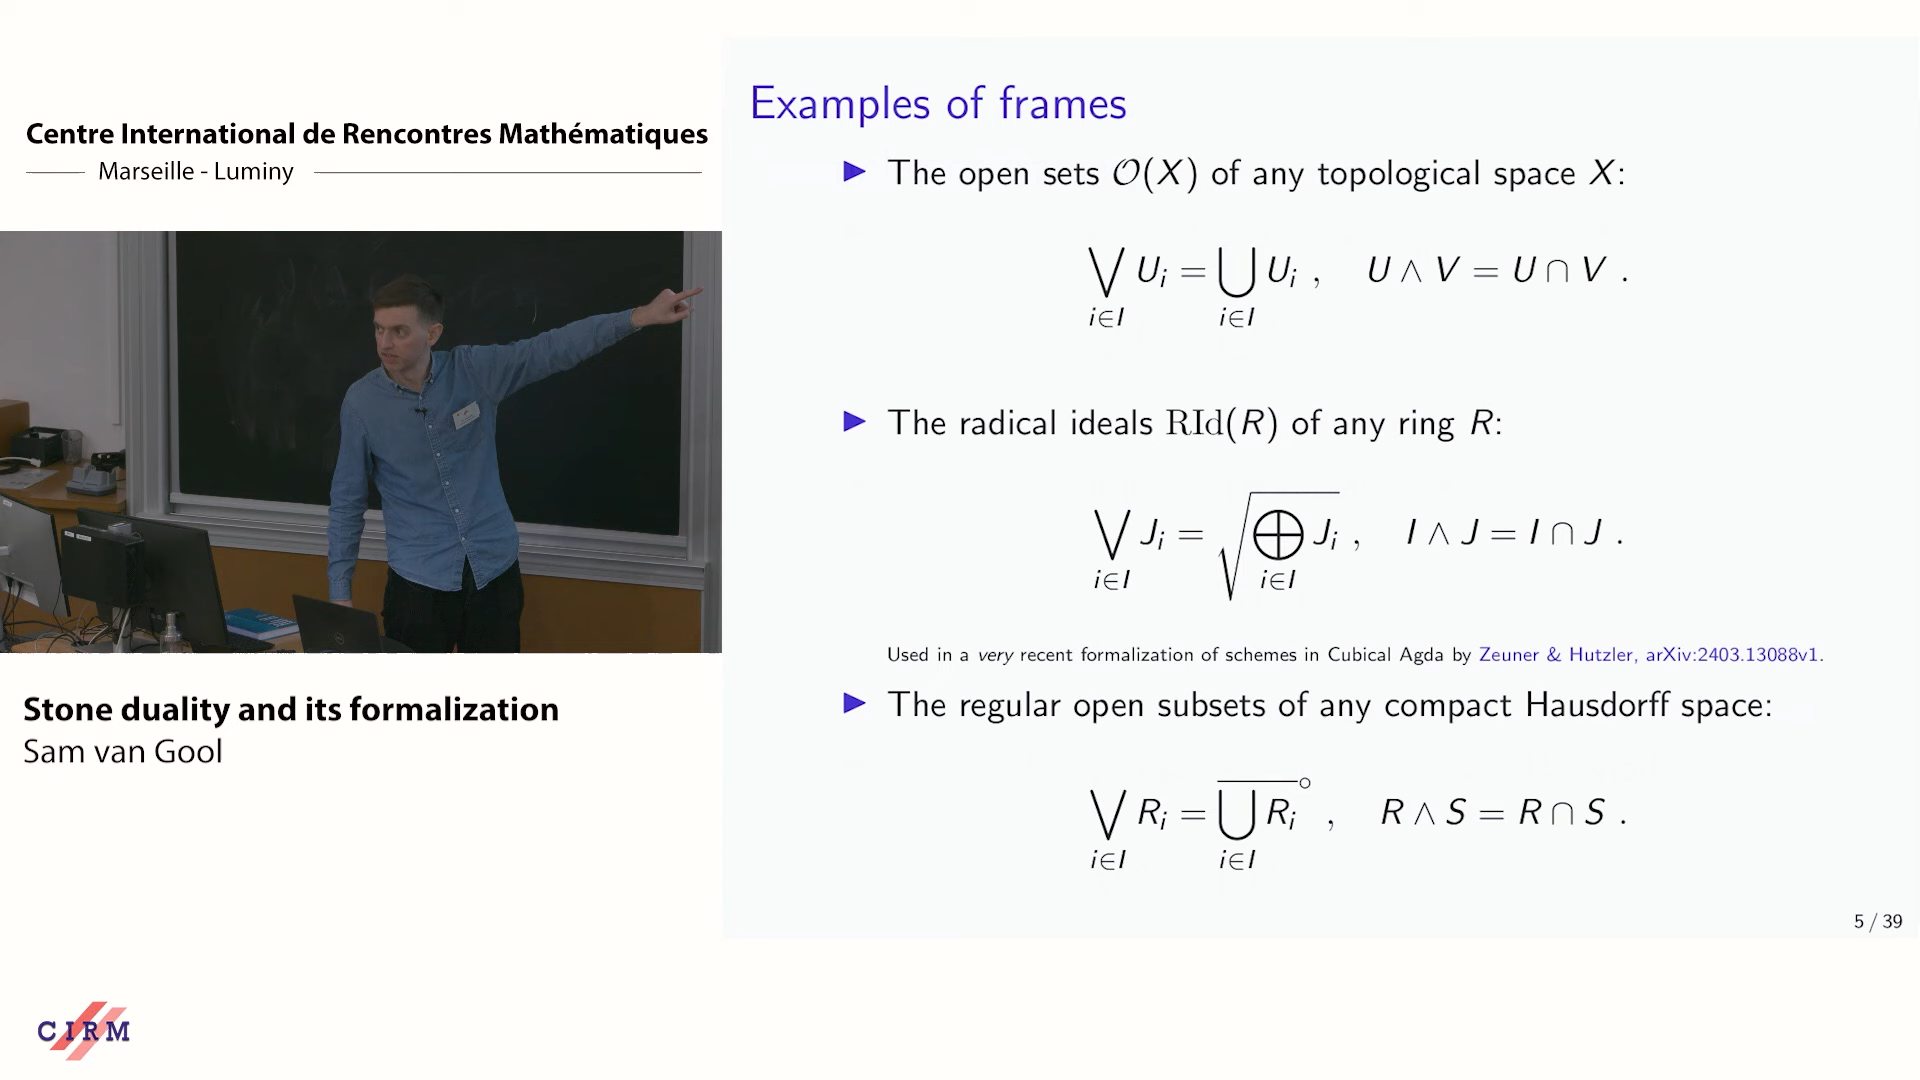 Centre International de Rencontres Mathématiques
Marseille - Luminy
Stone duality and its formalization
Sam van Gool
CIRM
Examples of frames
▶ The open sets 𝒪(X) of any topological space X:
⋁_{i∈I} U_i = ⋃_{i∈I} U_i , U ∧ V = U ∩ V .
▶ The radical ideals RId(R) of any ring R:
⋁_{i∈I} J_i = √(⨁_{i∈I} J_i) , I ∧ J = I ∩ J .
Used in a very recent formalization of schemes in Cubical Agda by Zeuner & Hutzler, arXiv:2403.13088v1.
▶ The regular open subsets of any compact Hausdorff space:
⋁_{i∈I} R_i = \overline{⋃_{i∈I} R_i}^∘ , R ∧ S = R ∩ S .
5 / 39